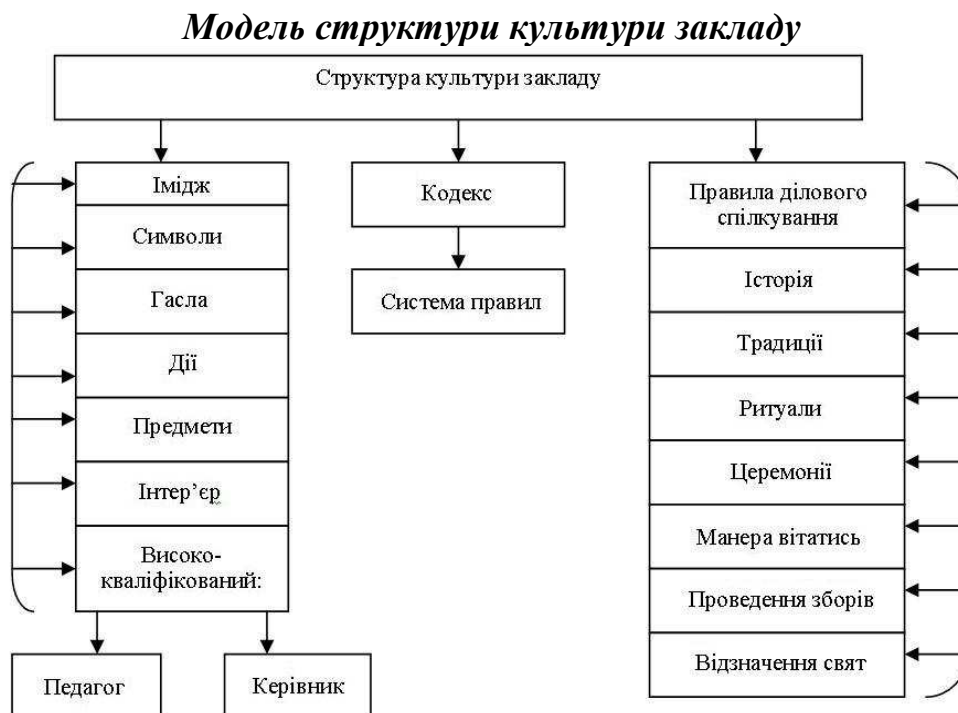 Модель структури культури закладу
Структура культури закладу
Імідж
Символи
Гасла
Дії
Предмети
Інтер’єр
Високо-
кваліфікований:
Педагог
Керівник
Кодекс
Система правил
Правила ділового
спілкування
Історія
Традиції
Ритуали
Церемонії
Манера вітатись
Проведення зборів
Відзначення свят